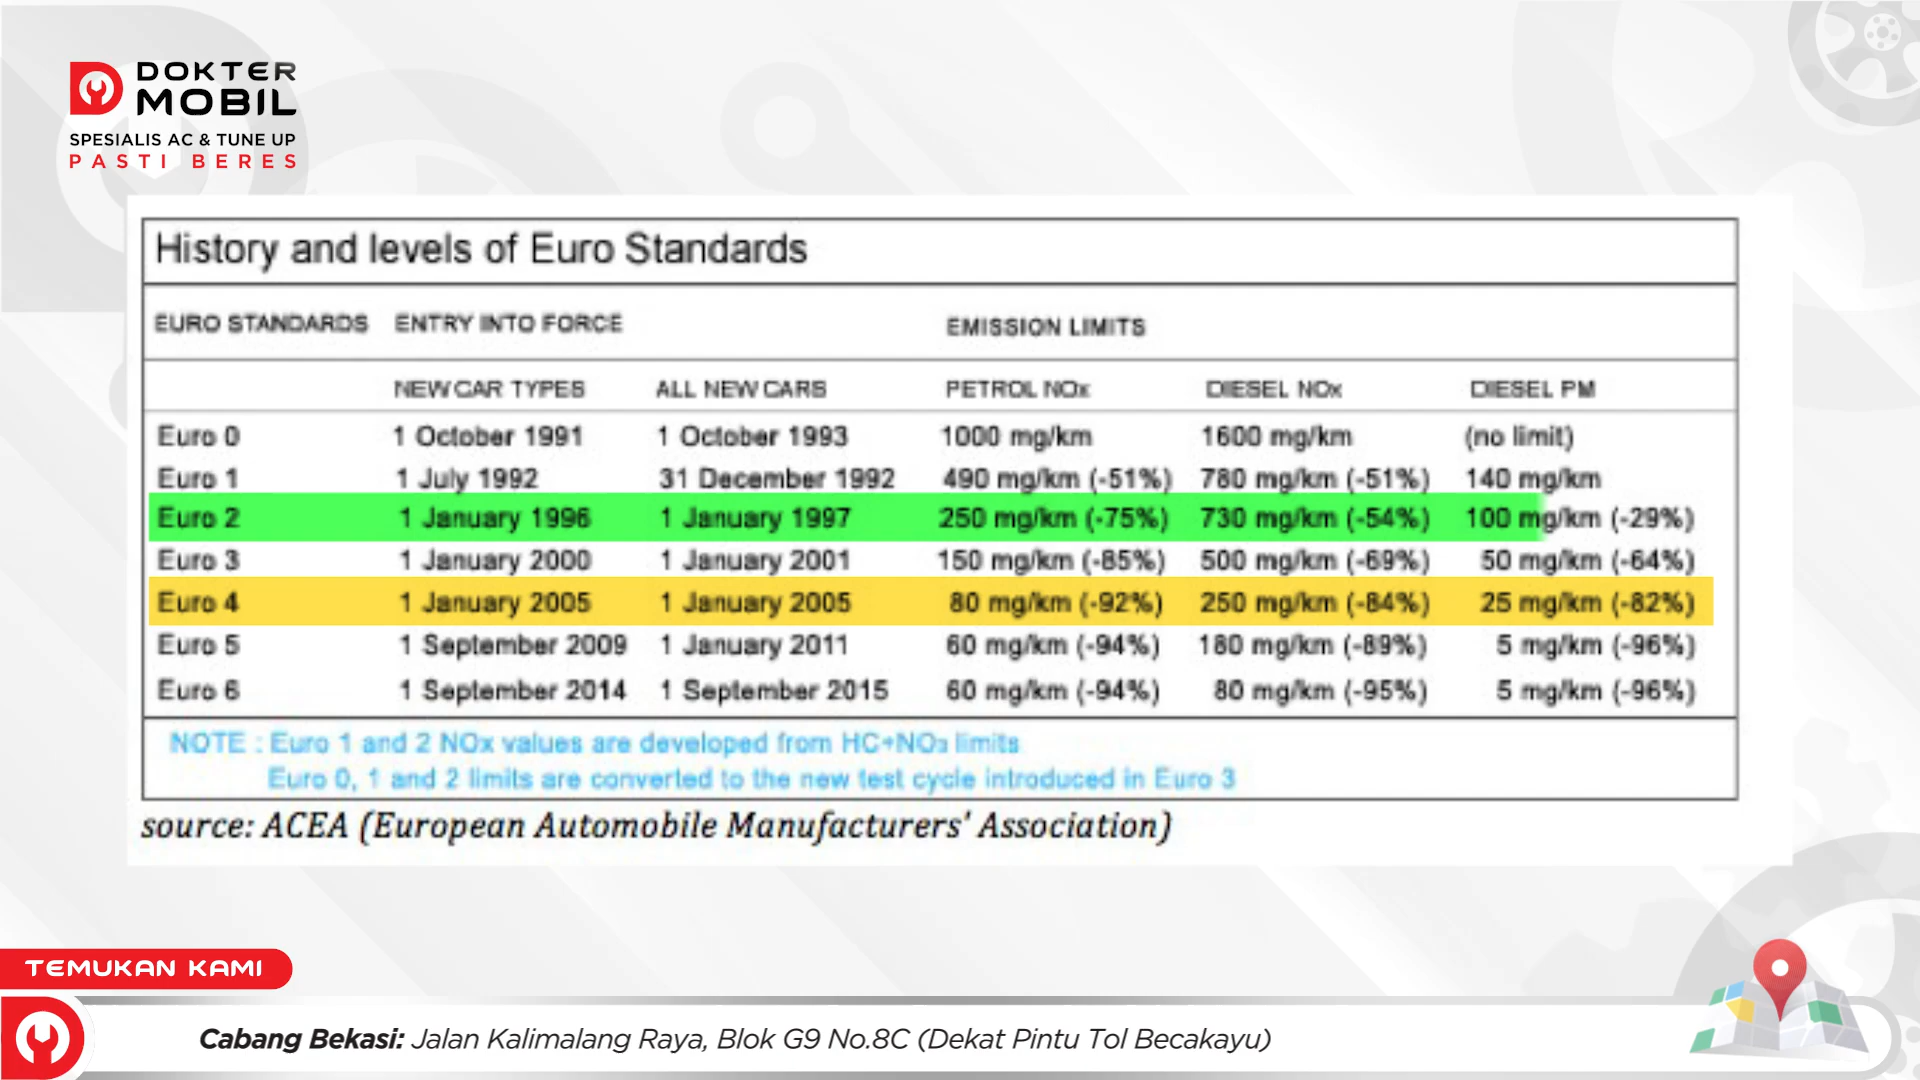 DOKTER
MOBIL
SPESIALIS AC & TUNE UP
PASTI BERES
History and levels of Euro Standards
EURO STANDARDS ENTRY INTO FORCE EMISSION LIMITS
NEW CAR TYPES ALL NEW CARS PETROL NOx DIESEL NOx DIESEL PM
Euro 0 1 October 1991 1 October 1993 1000 mg/km 1600 mg/km (no limit)
Euro 1 1 July 1992 31 December 1992 490 mg/km (-51%) 780 mg/km (-51%) 140 mg/km
Euro 2 1 January 1996 1 January 1997 250 mg/km (-75%) 730 mg/km (-54%) 100 mg/km (-29%)
Euro 3 1 January 2000 1 January 2001 150 mg/km (-85%) 500 mg/km (-69%) 50 mg/km (-64%)
Euro 4 1 January 2005 1 January 2005 80 mg/km (-92%) 250 mg/km (-84%) 25 mg/km (-82%)
Euro 5 1 September 2009 1 January 2011 60 mg/km (-94%) 180 mg/km (-89%) 5 mg/km (-96%)
Euro 6 1 September 2014 1 September 2015 60 mg/km (-94%) 80 mg/km (-95%) 5 mg/km (-96%)
NOTE : Euro 1 and 2 NOx values are developed from HC+NOx limits
Euro 0, 1 and 2 limits are converted to the new test cycle introduced in Euro 3
source: ACEA (European Automobile Manufacturers' Association)
TEMUKAN KAMI
Cabang Bekasi: Jalan Kalimalang Raya, Blok G9 No.8C (Dekat Pintu Tol Becakayu)